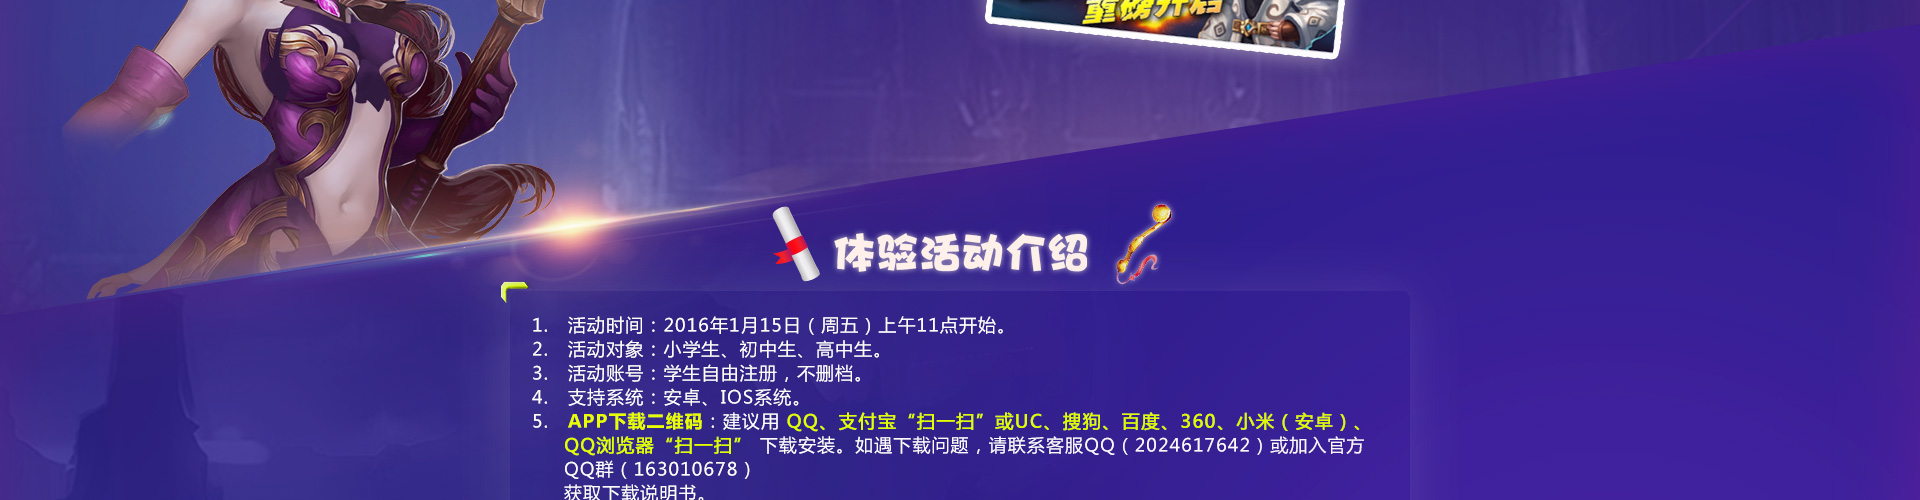 重磅开启
体验活动介绍
1. 活动时间：2016年1月15日（周五）上午11点开始。
2. 活动对象：小学生、初中生、高中生。
3. 活动账号：学生自由注册，不删档。
4. 支持系统：安卓、IOS系统。
5. APP下载二维码：建议用 QQ、支付宝“扫一扫”或UC、搜狗、百度、360、小米（安卓）、
QQ浏览器“扫一扫” 下载安装。如遇下载问题，请联系客服QQ（2024617642）或加入官方
QQ群（163010678）
获取下载说明书。